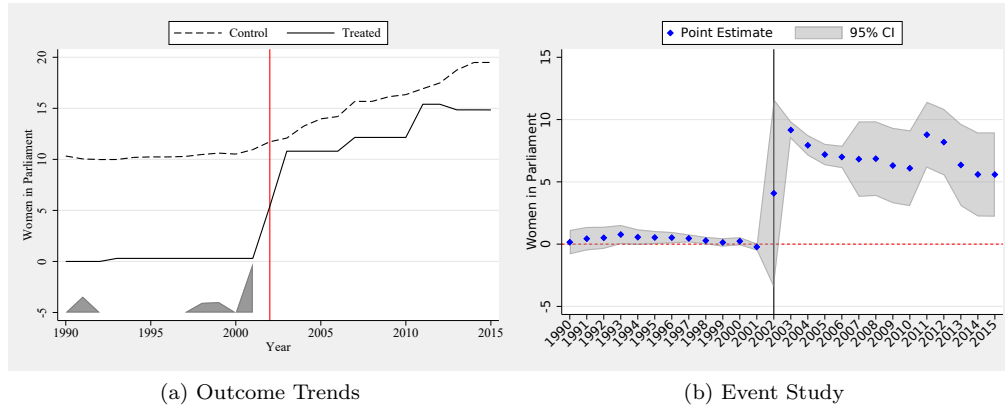 Control Treated
20
15
10
5
0
-5
Women in Parliament
1990 1995 2000 2005 2010 2015
Year
(a) Outcome Trends
Point Estimate 95% CI
15
10
5
0
-5
Women in Parliament
1990 1991 1992 1993 1994 1995 1996 1997 1998 1999 2000 2001 2002 2003 2004 2005 2006 2007 2008 2009 2010 2011 2012 2013 2014 2015
(b) Event Study